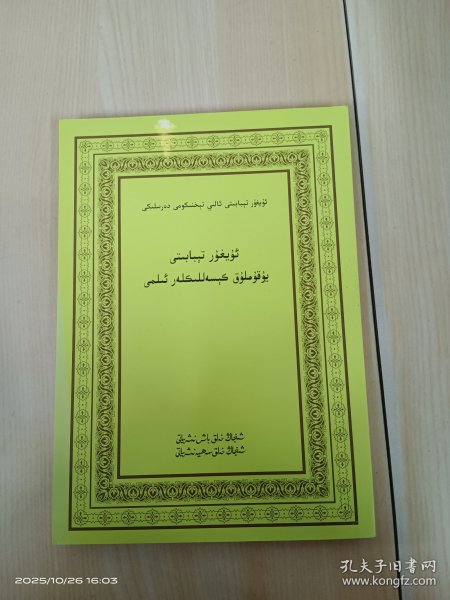 ئۇيغۇر تېبابىتى ئالىي تېخنىكومى دەرسلىكى
ئۇيغۇر تېبابىتى
يۇقۇملۇق كېسەللىكلەر ئىلمى
شىنجاڭ خەلق باش نەشرىياتى
شىنجاڭ خەلق سەھىيە نەشرىياتى
2025/10/26 16:03
孔夫子旧书网
www.kongfz.com